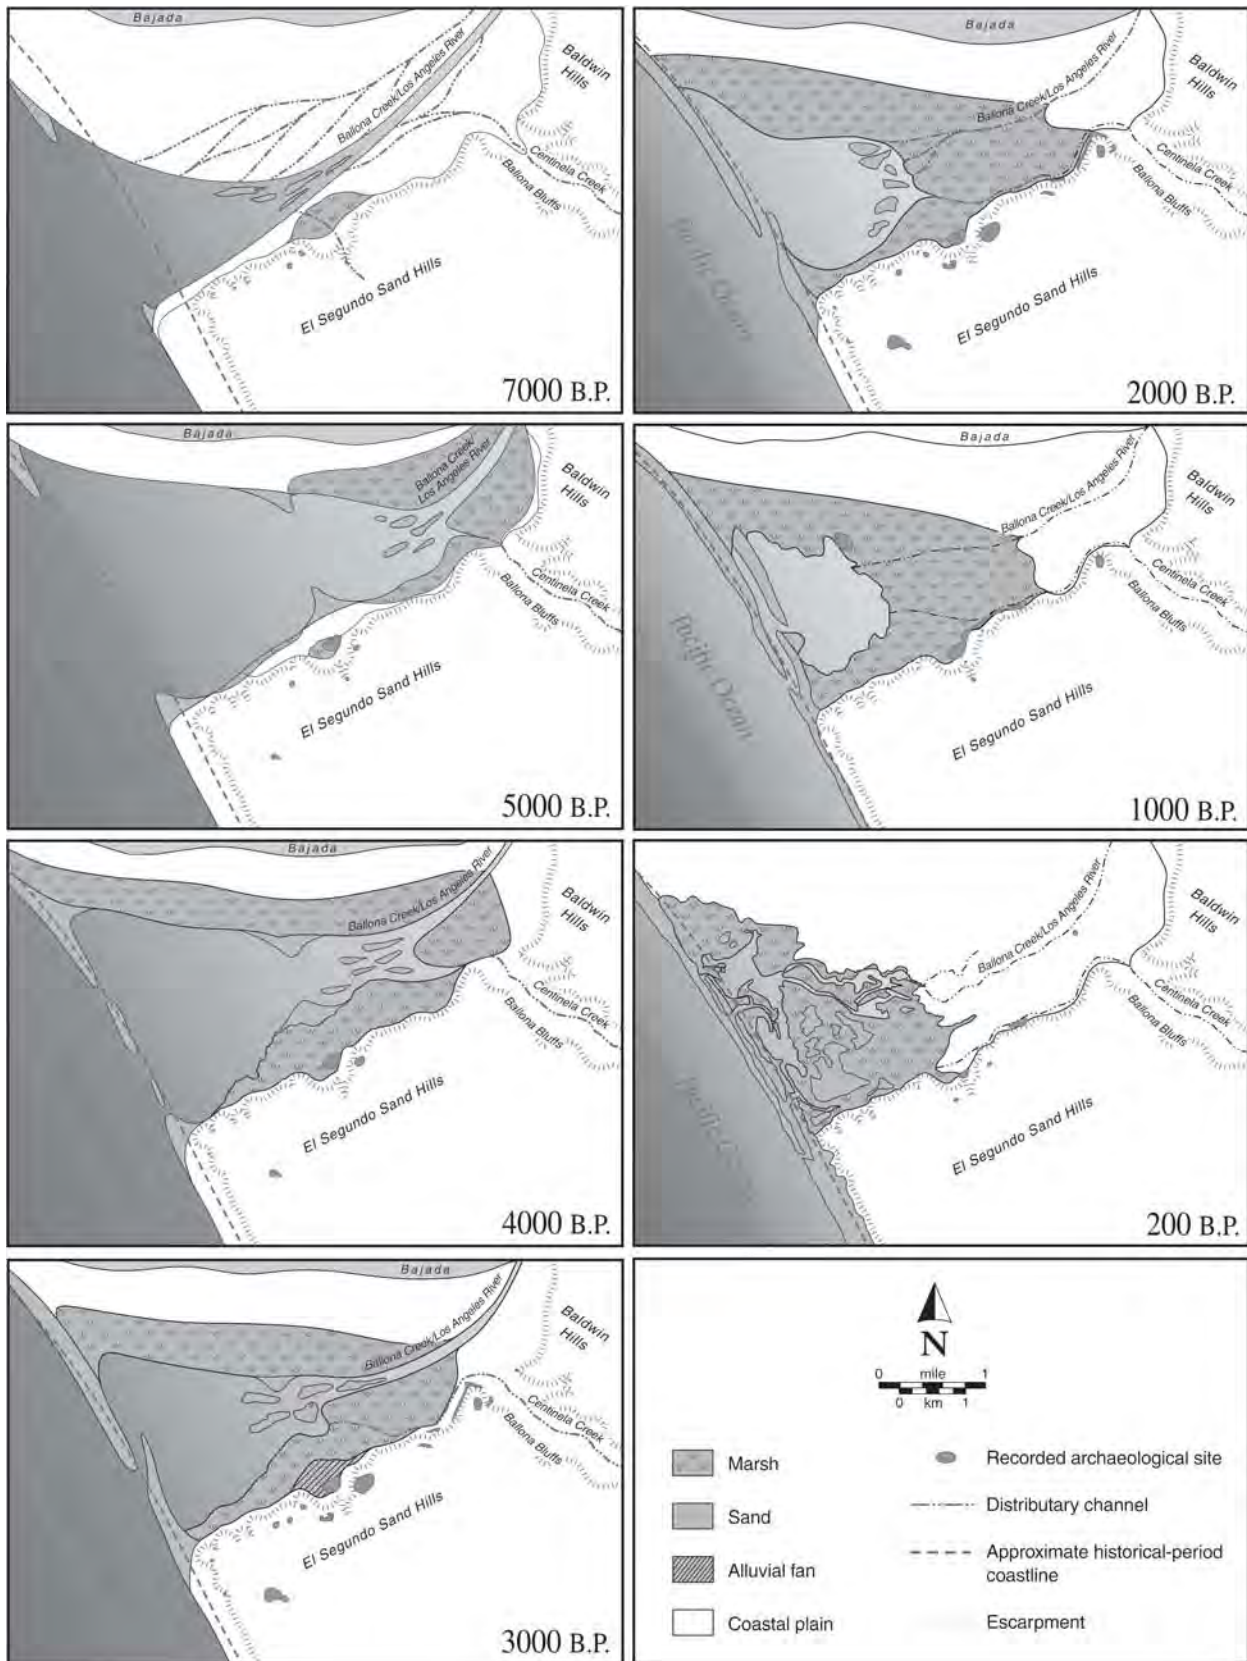 Bajada
Baldwin
Hills
Ballona Creek/Los Angeles River
Centinela Creek
Ballona Bluffs
El Segundo Sand Hills
7000 B.P.
Bajada
Baldwin
Hills
Ballona Creek/Los Angeles River
Centinela Creek
Ballona Bluffs
Pacific Ocean
El Segundo Sand Hills
2000 B.P.
Bajada
Ballona Creek/
Los Angeles River
Baldwin
Hills
Centinela Creek
Ballona Bluffs
El Segundo Sand Hills
5000 B.P.
Bajada
Baldwin
Hills
Ballona Creek/Los Angeles River
Centinela Creek
Ballona Bluffs
Pacific Ocean
El Segundo Sand Hills
1000 B.P.
Bajada
Baldwin
Hills
Ballona Creek/Los Angeles River
Centinela Creek
Ballona Bluffs
El Segundo Sand Hills
4000 B.P.
Baldwin
Hills
Ballona Creek/Los Angeles River
Centinela Creek
Ballona Bluffs
Pacific
El Segundo Sand Hills
200 B.P.
Bajada
Baldwin
Hills
Ballona Creek/Los Angeles River
Centinela Creek
Ballona Bluffs
El Segundo Sand Hills
3000 B.P.
N
0 mile 1
0 km 1
Marsh
Sand
Alluvial fan
Coastal plain
Recorded archaeological site
Distributary channel
Approximate historical-period
coastline
Escarpment